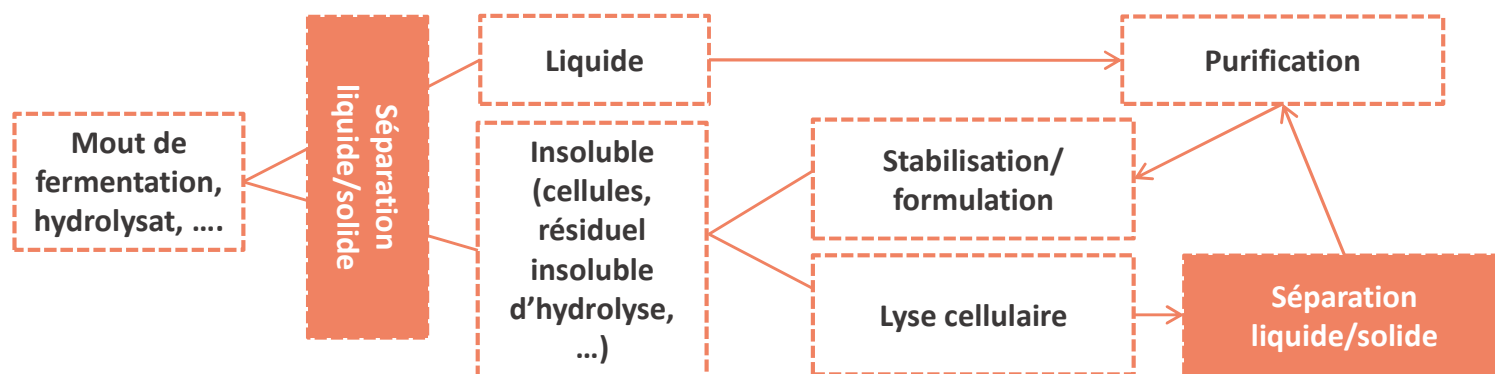 Mout de
fermentation,
hydrolysat, ….
Séparation
liquide/solide
Liquide
Insoluble
(cellules,
résiduel
insoluble
d’hydrolyse,
…)
Purification
Stabilisation/
formulation
Lyse cellulaire
Séparation
liquide/solide